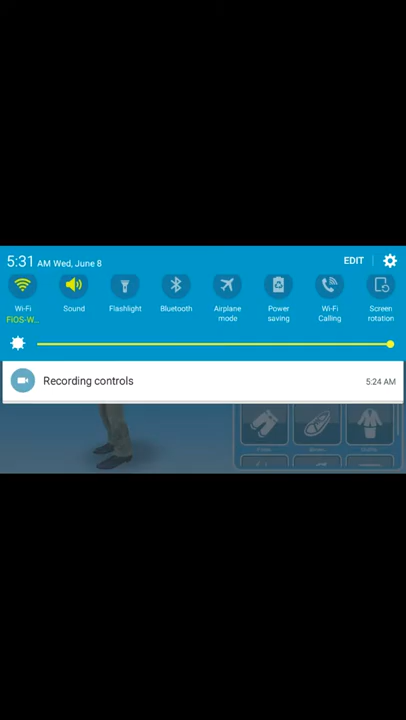 5:31 AM Wed, June 8 EDIT
Wi-Fi Sound Flashlight Bluetooth Airplane mode Power saving Wi-Fi Calling Screen rotation
FIOS-W...
Recording controls 5:24 AM